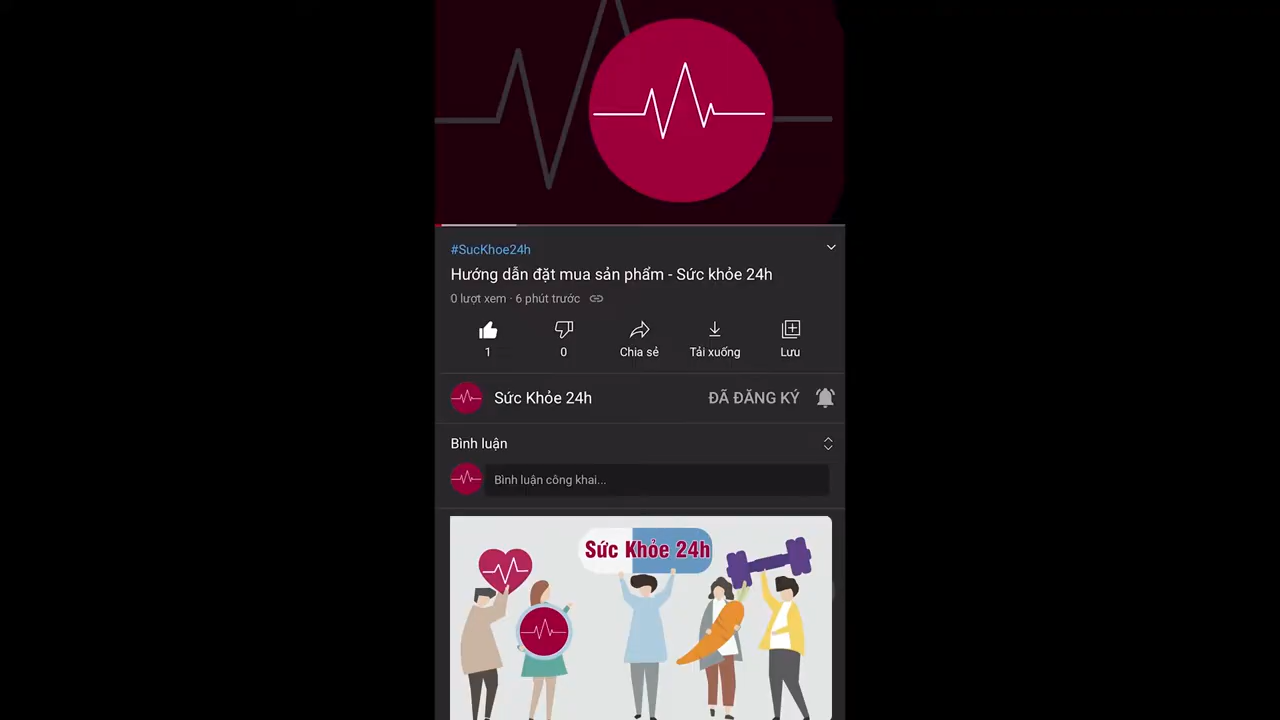 #SucKhoe24h
Hướng dẫn đặt mua sản phẩm - Sức khỏe 24h
0 lượt xem · 6 phút trước
1
0
Chia sẻ
Tải xuống
Lưu
Sức Khỏe 24h
ĐÃ ĐĂNG KÝ
Bình luận
Bình luận công khai...
Sức Khỏe 24h